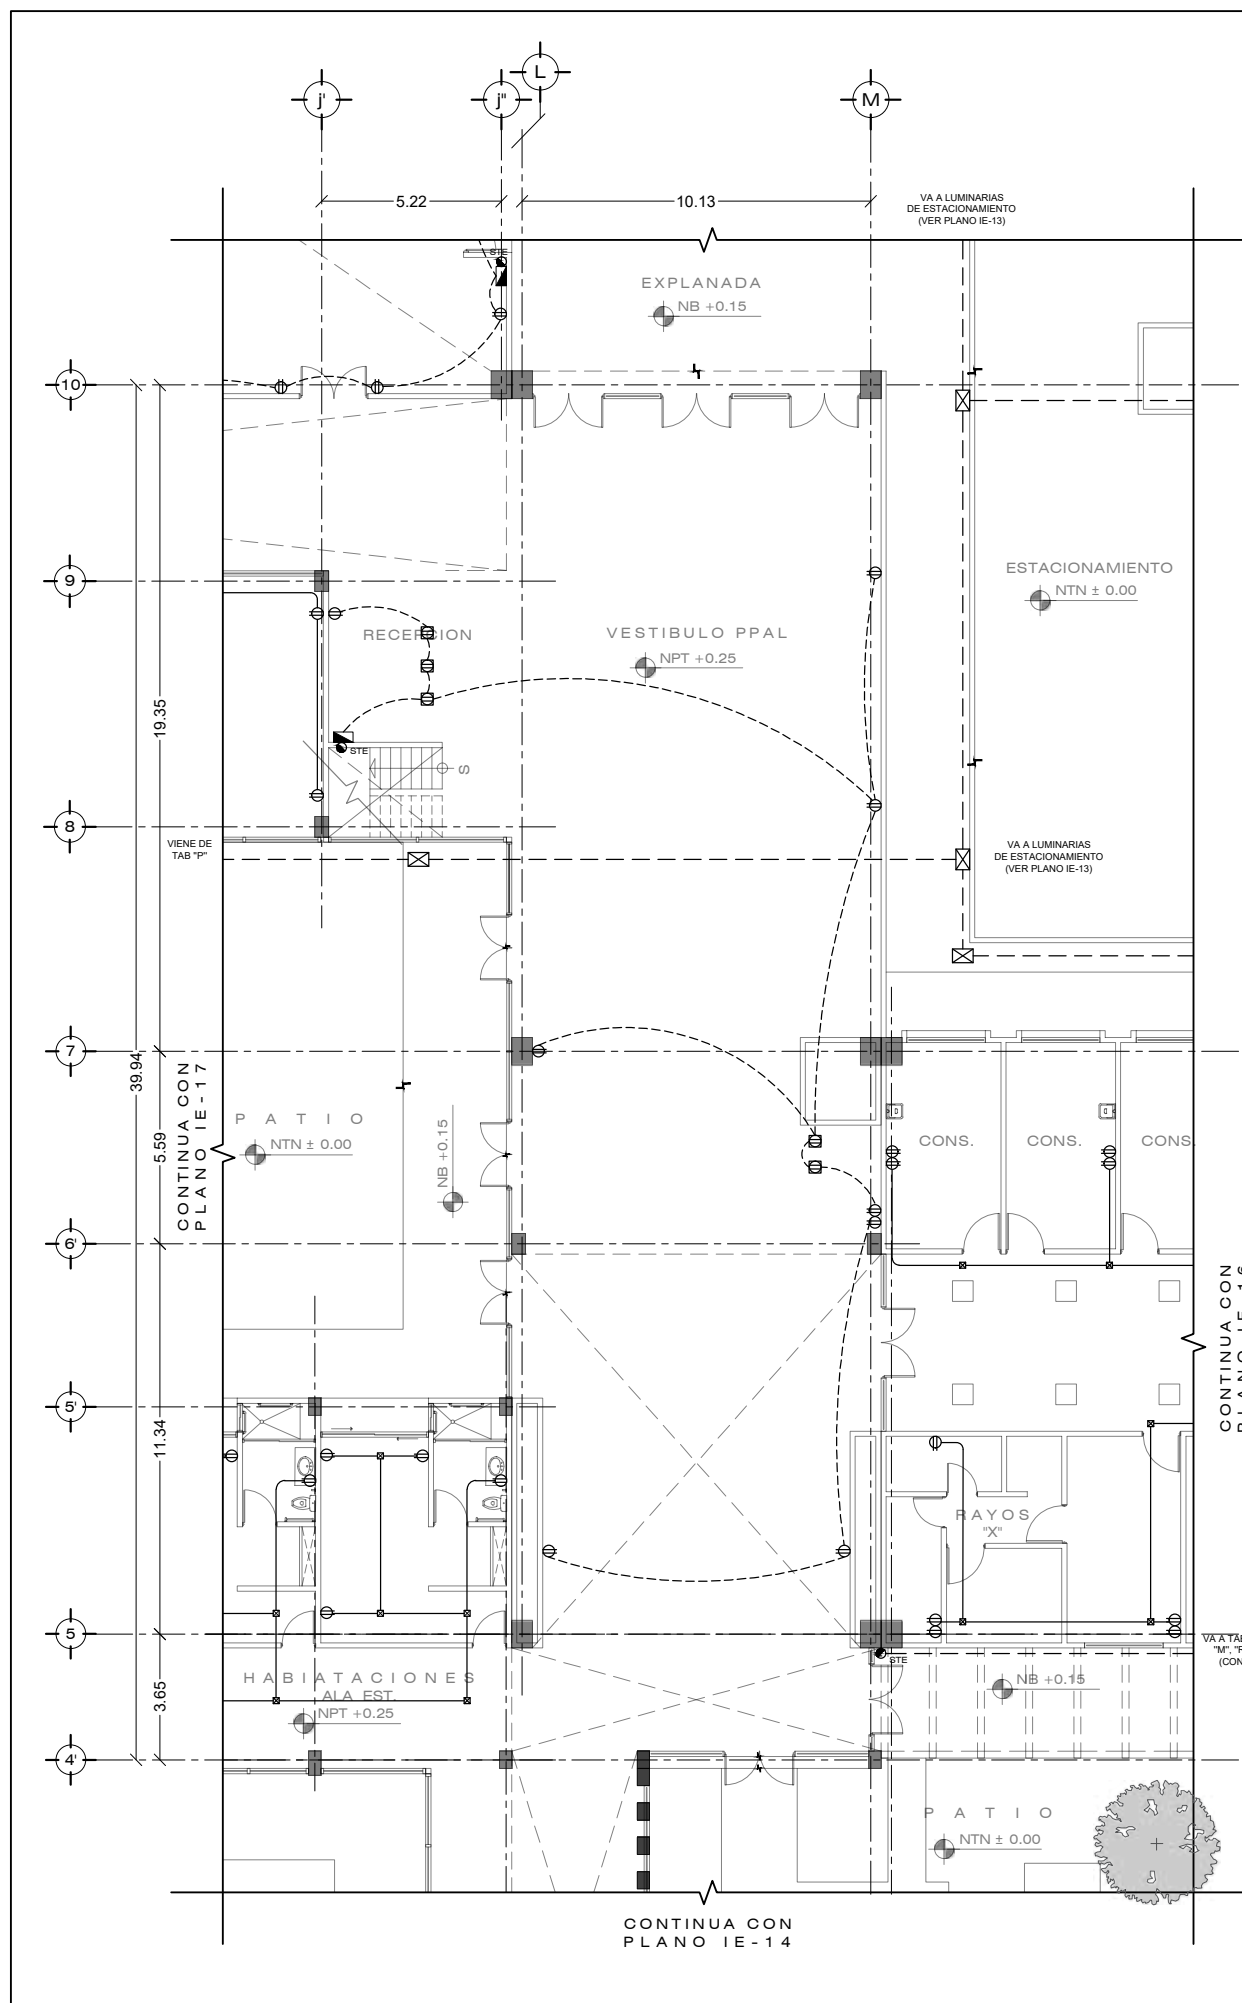 L
j'
j"
M
5.22
10.13
VA A LUMINARIAS
DE ESTACIONAMIENTO
(VER PLANO IE-13)
STE
EXPLANADA
NB +0.15
10
ESTACIONAMIENTO
NTN ± 0.00
9
RECEPCION
VESTIBULO PPAL
NPT +0.25
19.35
STE
S
8
VIENE DE
TAB "P"
VA A LUMINARIAS
DE ESTACIONAMIENTO
(VER PLANO IE-13)
7
39.94
CONTINUA CON
PLANO IE-17
5.59
PATIO
NTN ± 0.00
NB +0.15
CONS.
CONS.
CONS.
6'
CONTINUA CON
5'
11.34
RAYOS
"X"
5
STE
VA A
HABIATACIONES
ALA EST.
NPT +0.25
NB +0.15
3.65
4'
PATIO
NTN ± 0.00
CONTINUA CON
PLANO IE-14